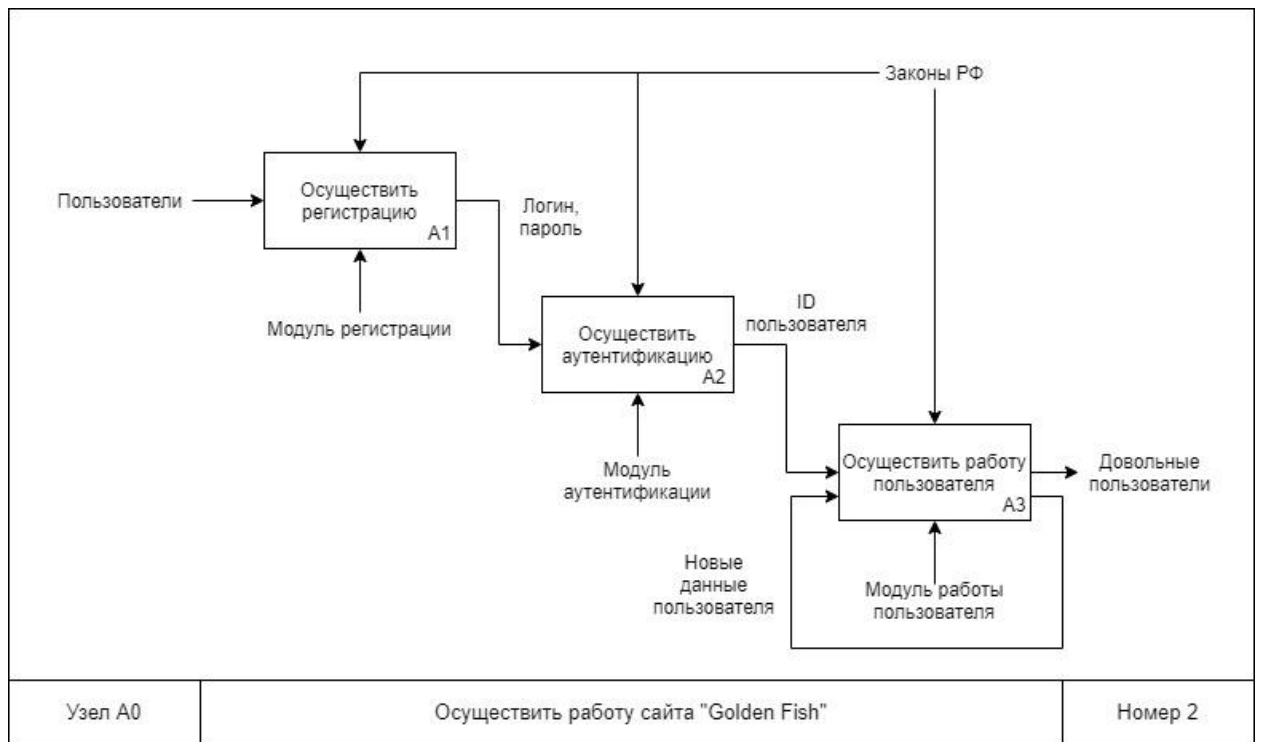 Законы РФ
Пользователи
Осуществить
регистрацию
A1
Логин,
пароль
Модуль регистрации
Осуществить
аутентификацию
A2
ID
пользователя
Модуль
аутентификации
Осуществить работу
пользователя
A3
Довольные
пользователи
Новые
данные
пользователя
Модуль работы
пользователя
Узел A0
Осуществить работу сайта "Golden Fish"
Номер 2